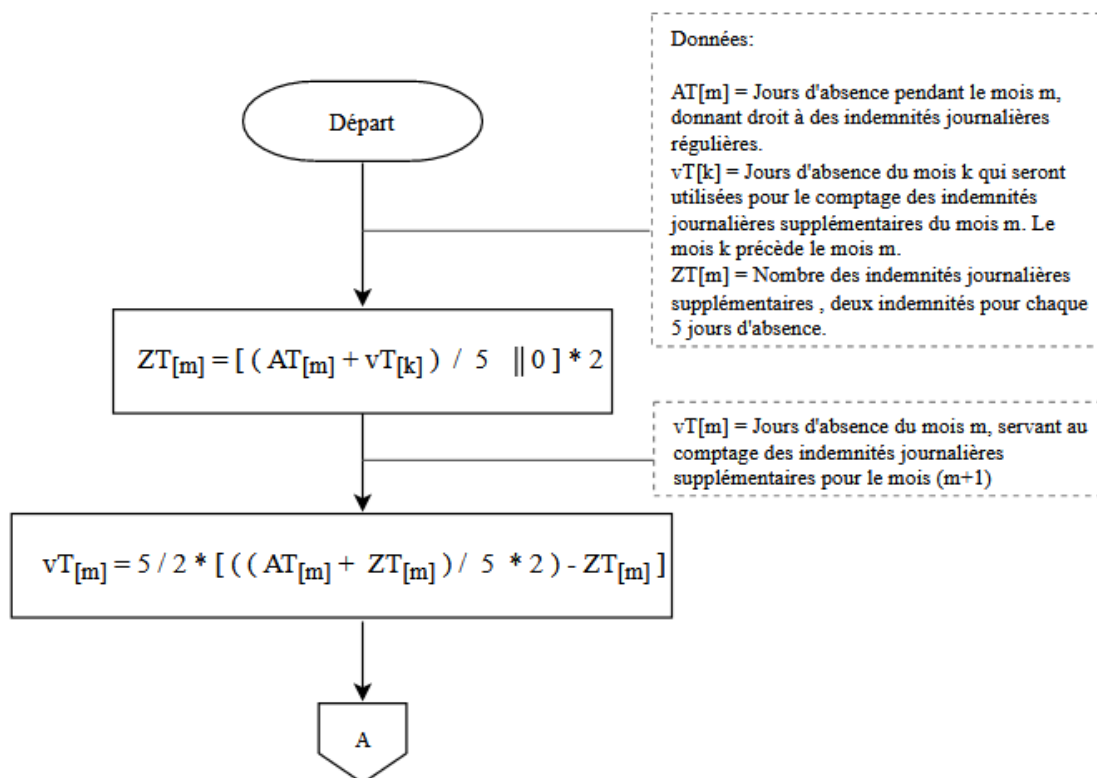 Données:
AT[m] = Jours d'absence pendant le mois m,
donnant droit à des indemnités journalières
régulières.
vT[k] = Jours d'absence du mois k qui seront
utilisées pour le comptage des indemnités
journalières supplémentaires du mois m. Le
mois k précède le mois m.
ZT[m] = Nombre des indemnités journalières
supplémentaires , deux indemnités pour chaque
5 jours d'absence.
Départ
ZT[m] = [ ( AT[m] + vT[k] ) / 5 || 0 ] * 2
vT[m] = Jours d'absence du mois m, servant au
comptage des indemnités journalières
supplémentaires pour le mois (m+1)
vT[m] = 5 / 2 * [ ( ( AT[m] + ZT[m] ) / 5 * 2 ) - ZT[m] ]
A